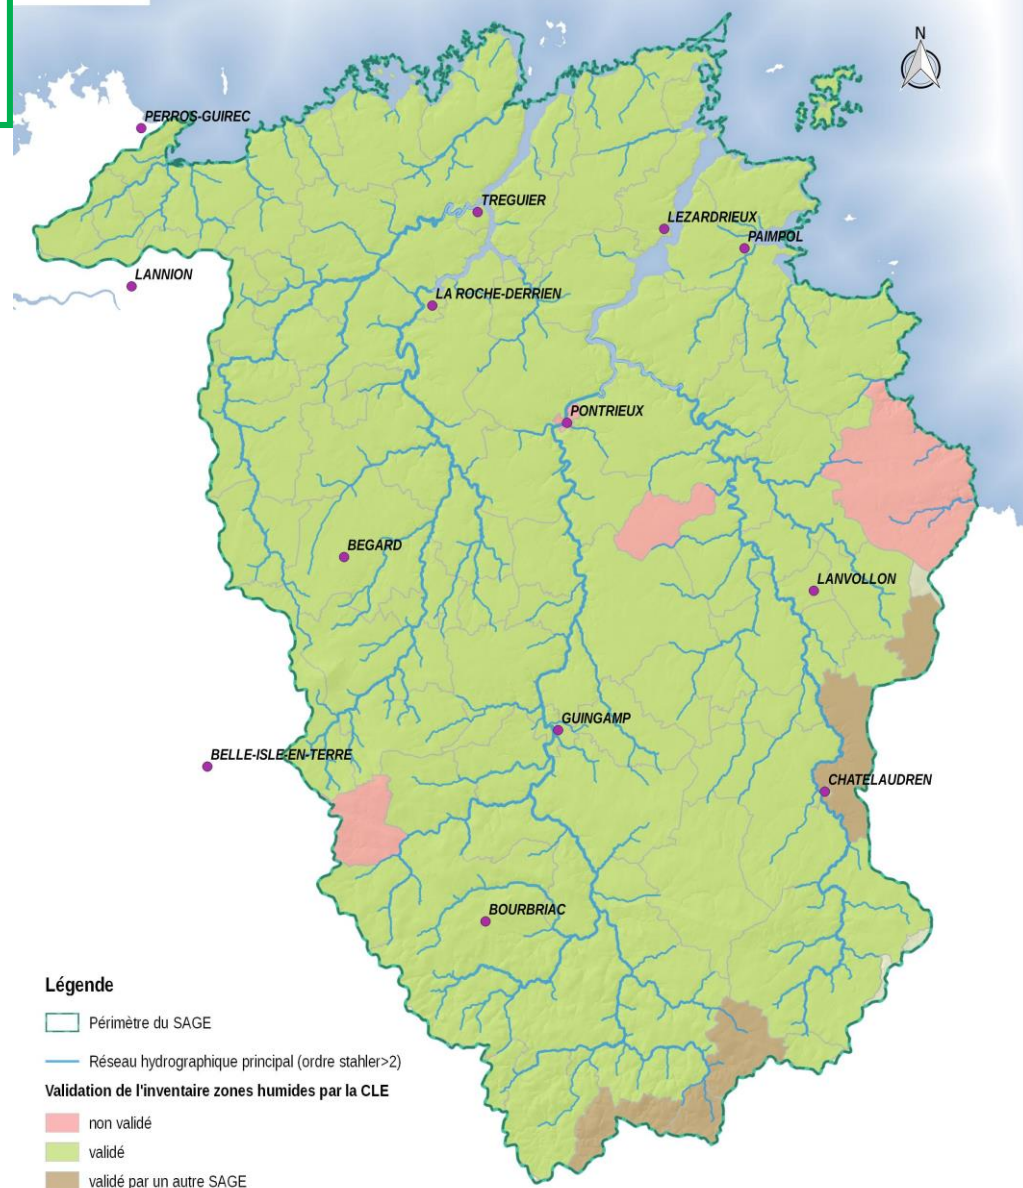 N
PERROS-GUIREC
TREGUIER
LEZARDRIEUX
PAIMPOL
LANNION
LA ROCHE-DERRIEN
PONTRIEUX
BEGARD
LANVOLLON
GUINGAMP
BELLE-ISLE-EN-TERRE
CHATELAUDREN
BOURBRIAC
Légende
Périmètre du SAGE
Réseau hydrographique principal (ordre stahler>2)
Validation de l'inventaire zones humides par la CLE
non validé
validé
validé par un autre SAGE